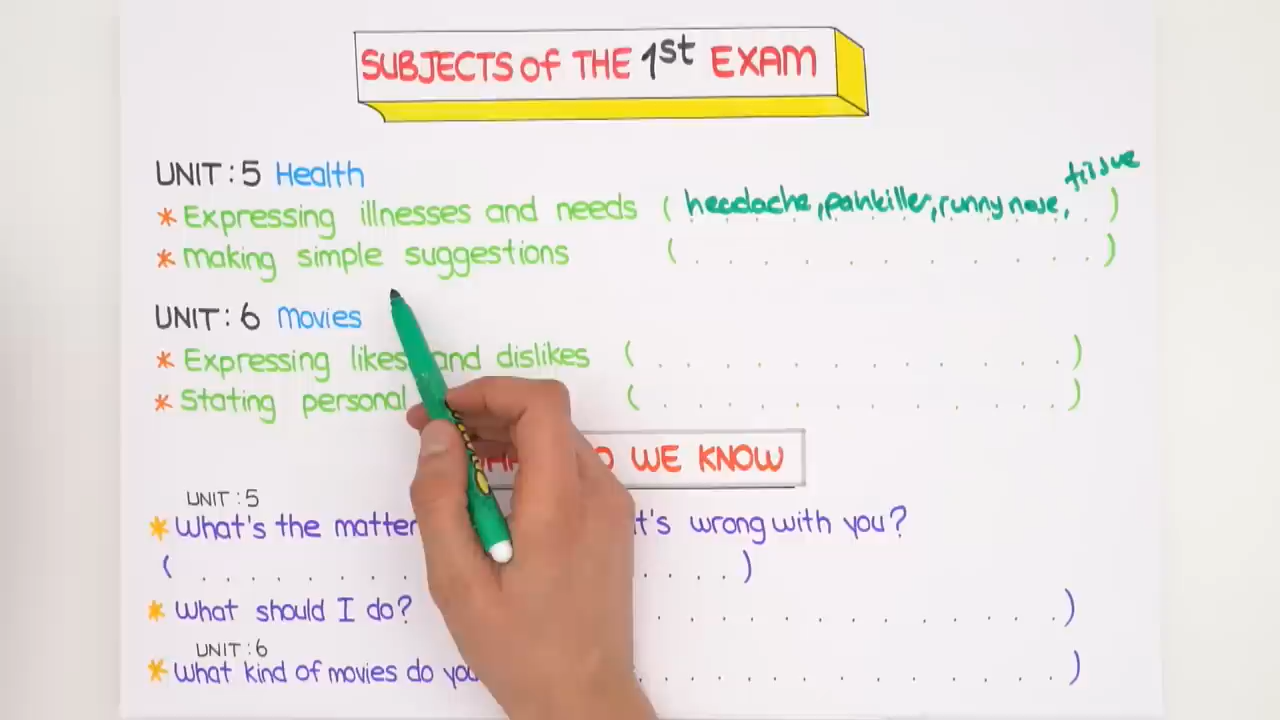 SUBJECTS of THE 1st EXAM
UNIT : 5 Health
* Expressing illnesses and needs ( headache, painkiller, runny nose, tissue )
* making simple suggestions ( . . . . . . . . . . . )
UNIT : 6 Movies
* Expressing likes and dislikes ( . . . . . . . . . . . )
* Stating personal ( . . . . . . . . . . . )
WE KNOW
UNIT : 5
* What's the matter wrong with you?
( . . . . . . . . . )
* What should I do? . . . . . . . . . )
UNIT : 6
* What kind of movies do you . . . . . . . . . )